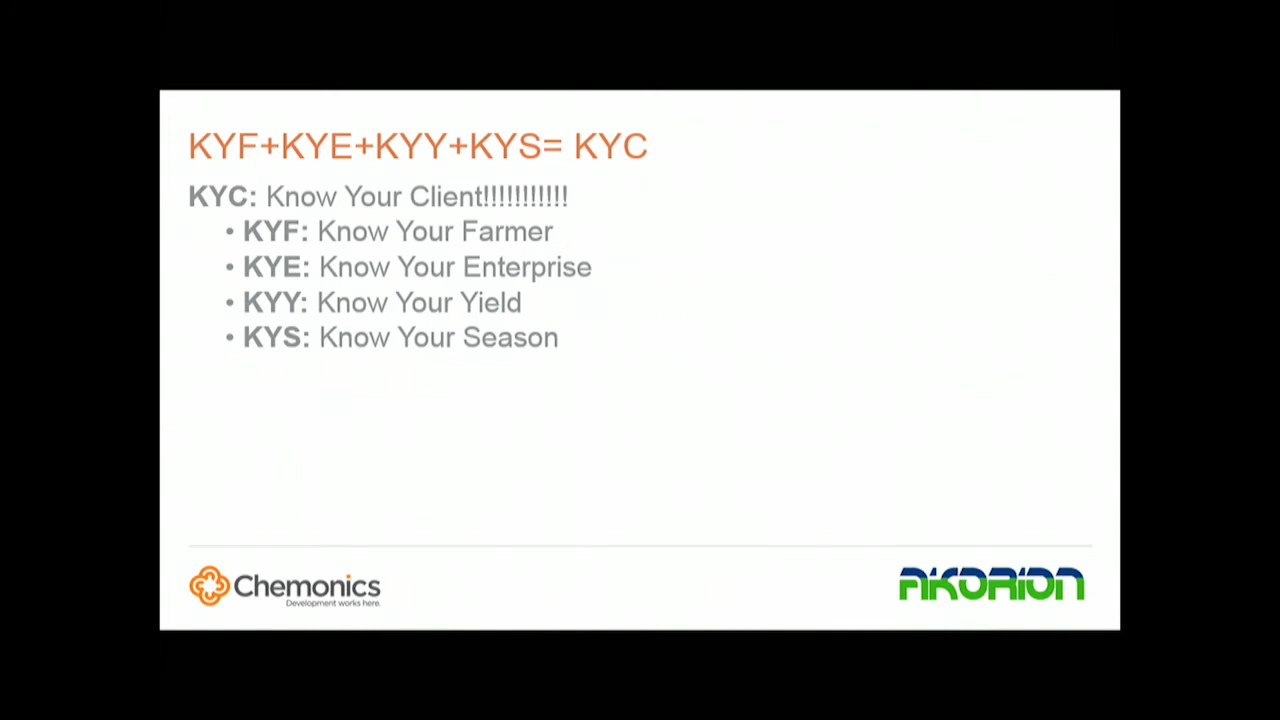 KYF+KYE+KYY+KYS= KYC
KYC: Know Your Client!!!!!!!!!!!
• KYF: Know Your Farmer
• KYE: Know Your Enterprise
• KYY: Know Your Yield
• KYS: Know Your Season
Chemonics
Development works here.
AKORION